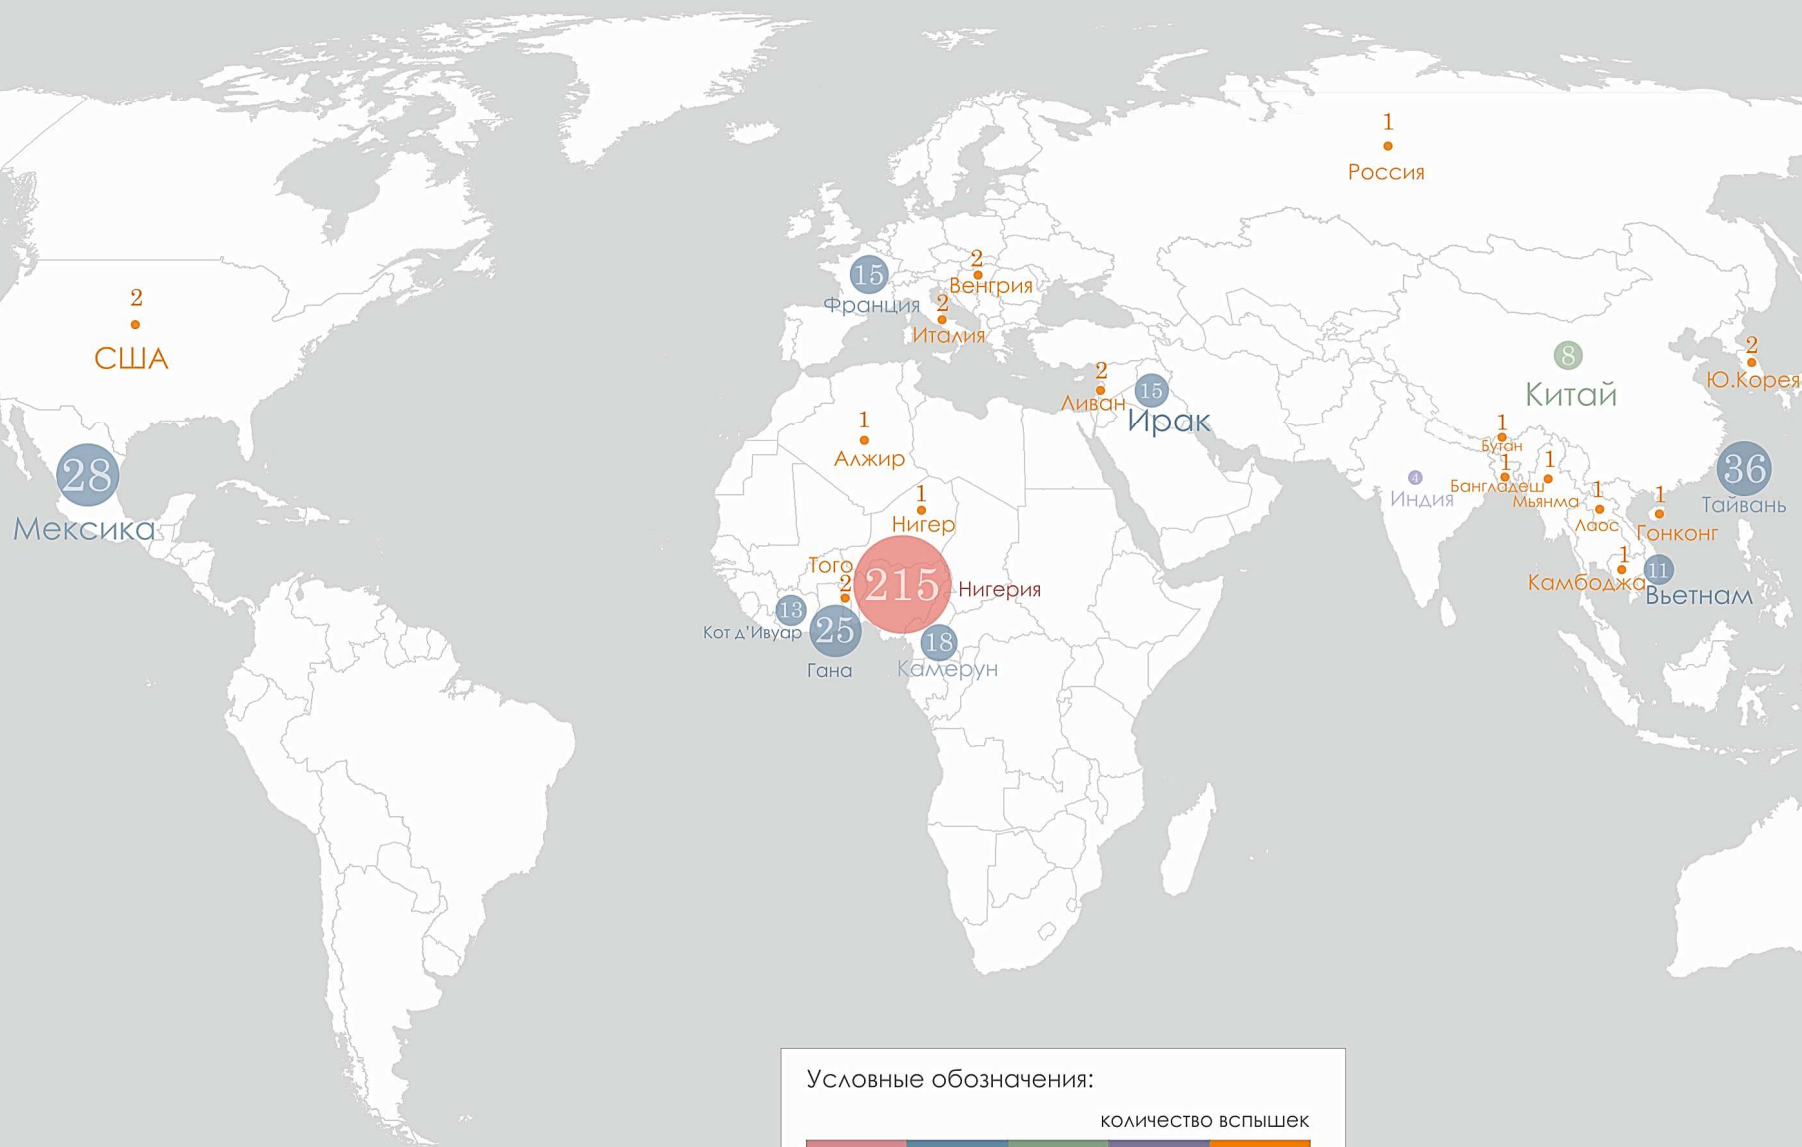 1
Россия
2
США
15
Франция
2
Венгрия
2
Италия
2
Ливан
15
Ирак
8
Китай
2
Ю.Корея
28
Мексика
1
Алжир
1
Нигер
1
Бутан
1
Бангладеш
1
Мьянма
4
Индия
1
Лаос
1
Гонконг
36
Тайвань
Того
2
215
Нигерия
13
Кот д'Ивуар
25
Гана
18
Камерун
1
Камбоджа
11
Вьетнам
Условные обозначения:
количество вспышек